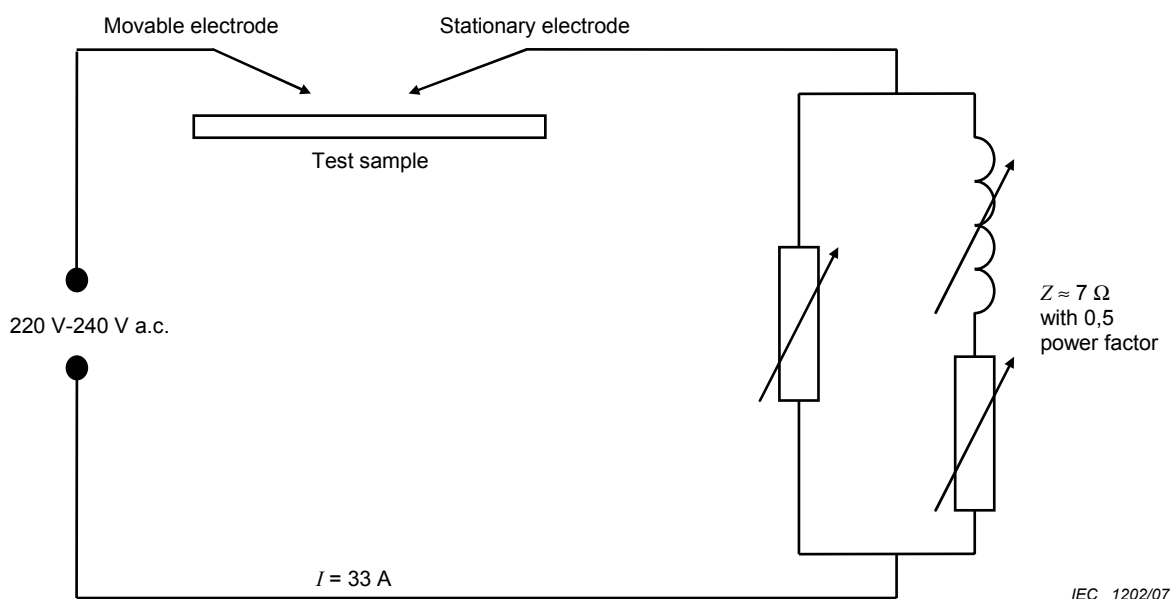 Movable electrode
Stationary electrode
Test sample
220 V-240 V a.c.
Z ≈ 7 Ω
with 0,5
power factor
I = 33 A
IEC 1202/07